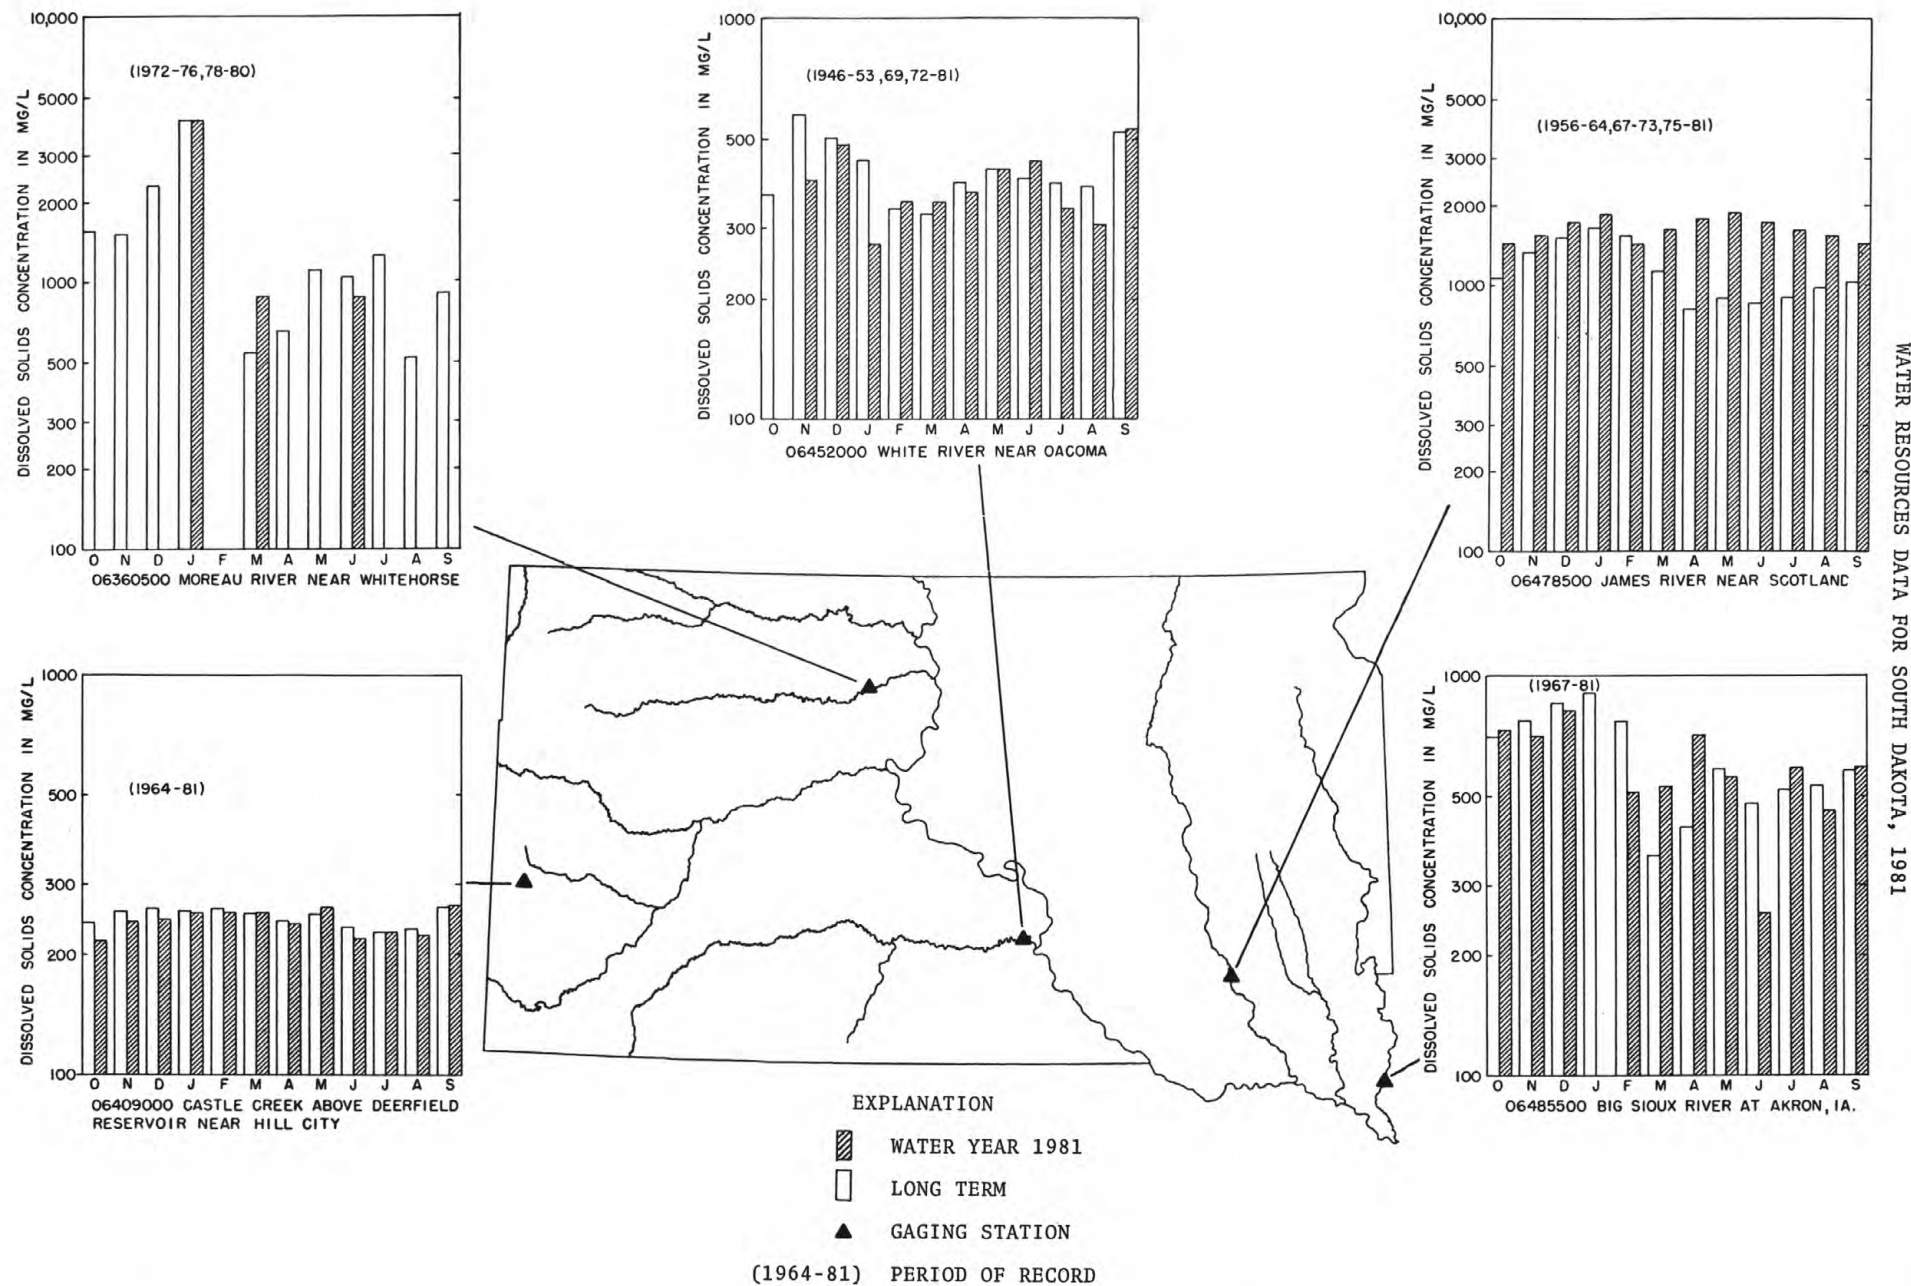 10,000
5000
3000
2000
1000
500
300
200
100
DISSOLVED SOLIDS CONCENTRATION IN MG/L
(1972-76,78-80)
O N D J F M A M J J A S
06360500 MOREAU RIVER NEAR WHITEHORSE
1000
500
300
200
100
DISSOLVED SOLIDS CONCENTRATION IN MG/L
(1946-53,69,72-81)
O N D J F M A M J J A S
06452000 WHITE RIVER NEAR OACOMA
10,000
5000
3000
2000
1000
500
300
200
100
DISSOLVED SOLIDS CONCENTRATION IN MG/L
(1956-64,67-73,75-81)
O N D J F M A M J J A S
06478500 JAMES RIVER NEAR SCOTLAND
1000
500
300
200
100
DISSOLVED SOLIDS CONCENTRATION IN MG/L
(1964-81)
O N D J F M A M J J A S
06409000 CASTLE CREEK ABOVE DEERFIELD
RESERVOIR NEAR HILL CITY
1000
500
300
200
100
DISSOLVED SOLIDS CONCENTRATION IN MG/L
(1967-81)
O N D J F M A M J J A S
06485500 BIG SIOUX RIVER AT AKRON, IA.
EXPLANATION
WATER YEAR 1981
LONG TERM
GAGING STATION
(1964-81) PERIOD OF RECORD
WATER RESOURCES DATA FOR SOUTH DAKOTA, 1981